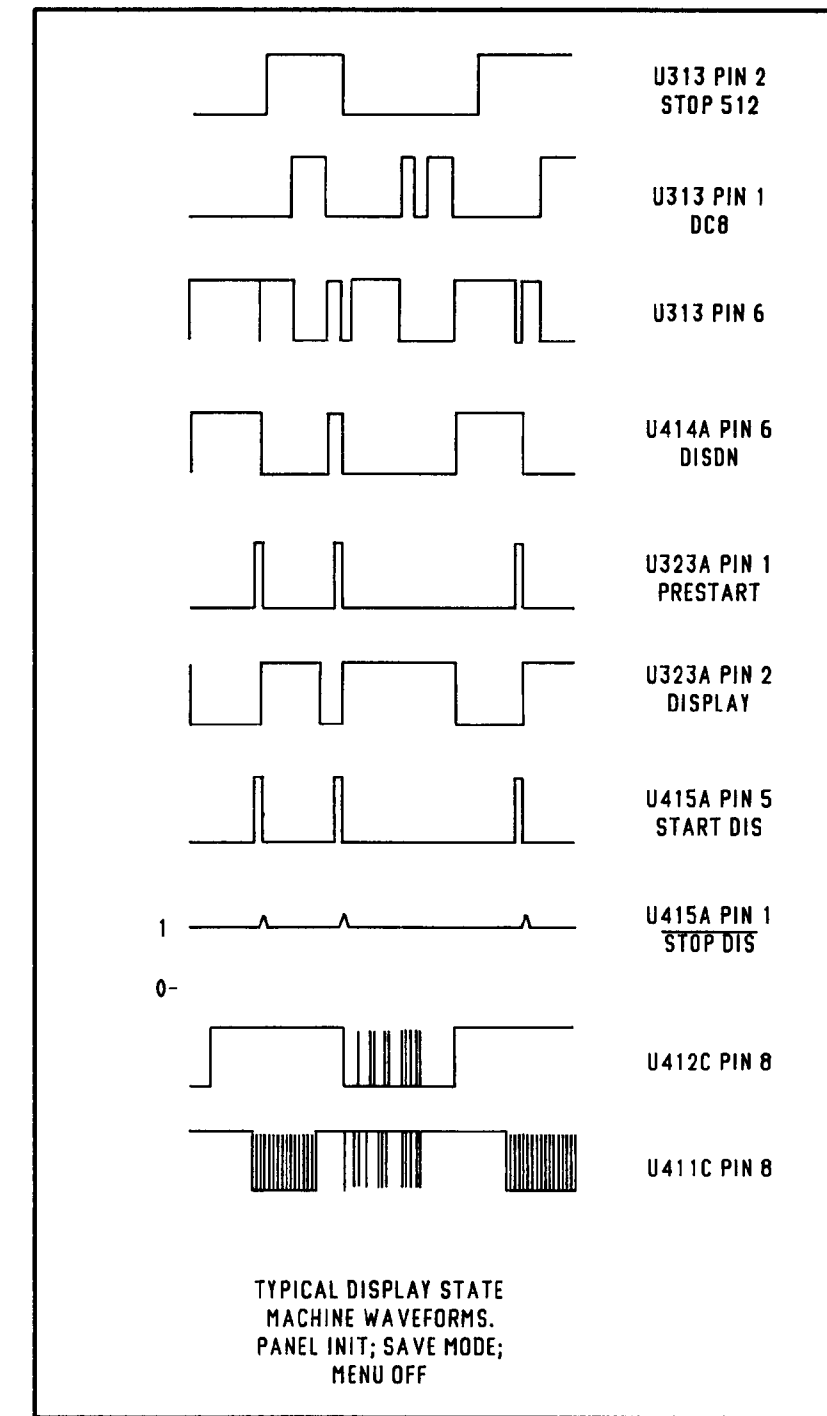 U313 PIN 2
STOP 512
U313 PIN 1
DC8
U313 PIN 6
U414A PIN 6
DISDN
U323A PIN 1
PRESTART
U323A PIN 2
DISPLAY
U415A PIN 5
START DIS
1
U415A PIN 1
STOP DIS
0-
U412C PIN 8
U411C PIN 8
TYPICAL DISPLAY STATE
MACHINE WAVEFORMS.
PANEL INIT; SAVE MODE;
MENU OFF